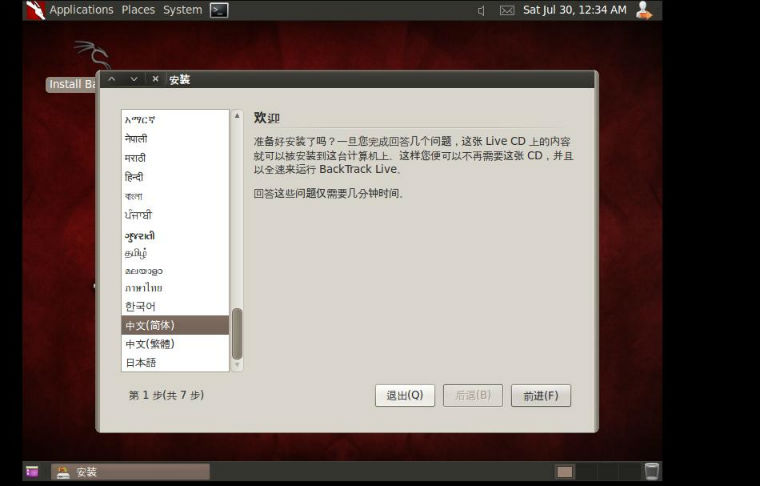 Applications Places System
Sat Jul 30, 12:34 AM
Install Ba
安装
አማርኛ
नेपाली
मराठी
हिन्दी
বাংলা
ਪੰਜਾਬੀ
ગુજરાતી
தமிழ்
മലയാളം
ภาษาไทย
한국어
中文(简体)
中文(繁體)
日本語
欢迎
准备好安装了吗？一旦您完成回答几个问题，这张 Live CD 上的内容
就可以被安装到这台计算机上。这样您便可以不再需要这张 CD，并且
以全速来运行 BackTrack Live。
回答这些问题仅需要几分钟时间。
第 1 步(共 7 步)
退出(Q)
后退(B)
前进(F)
安装